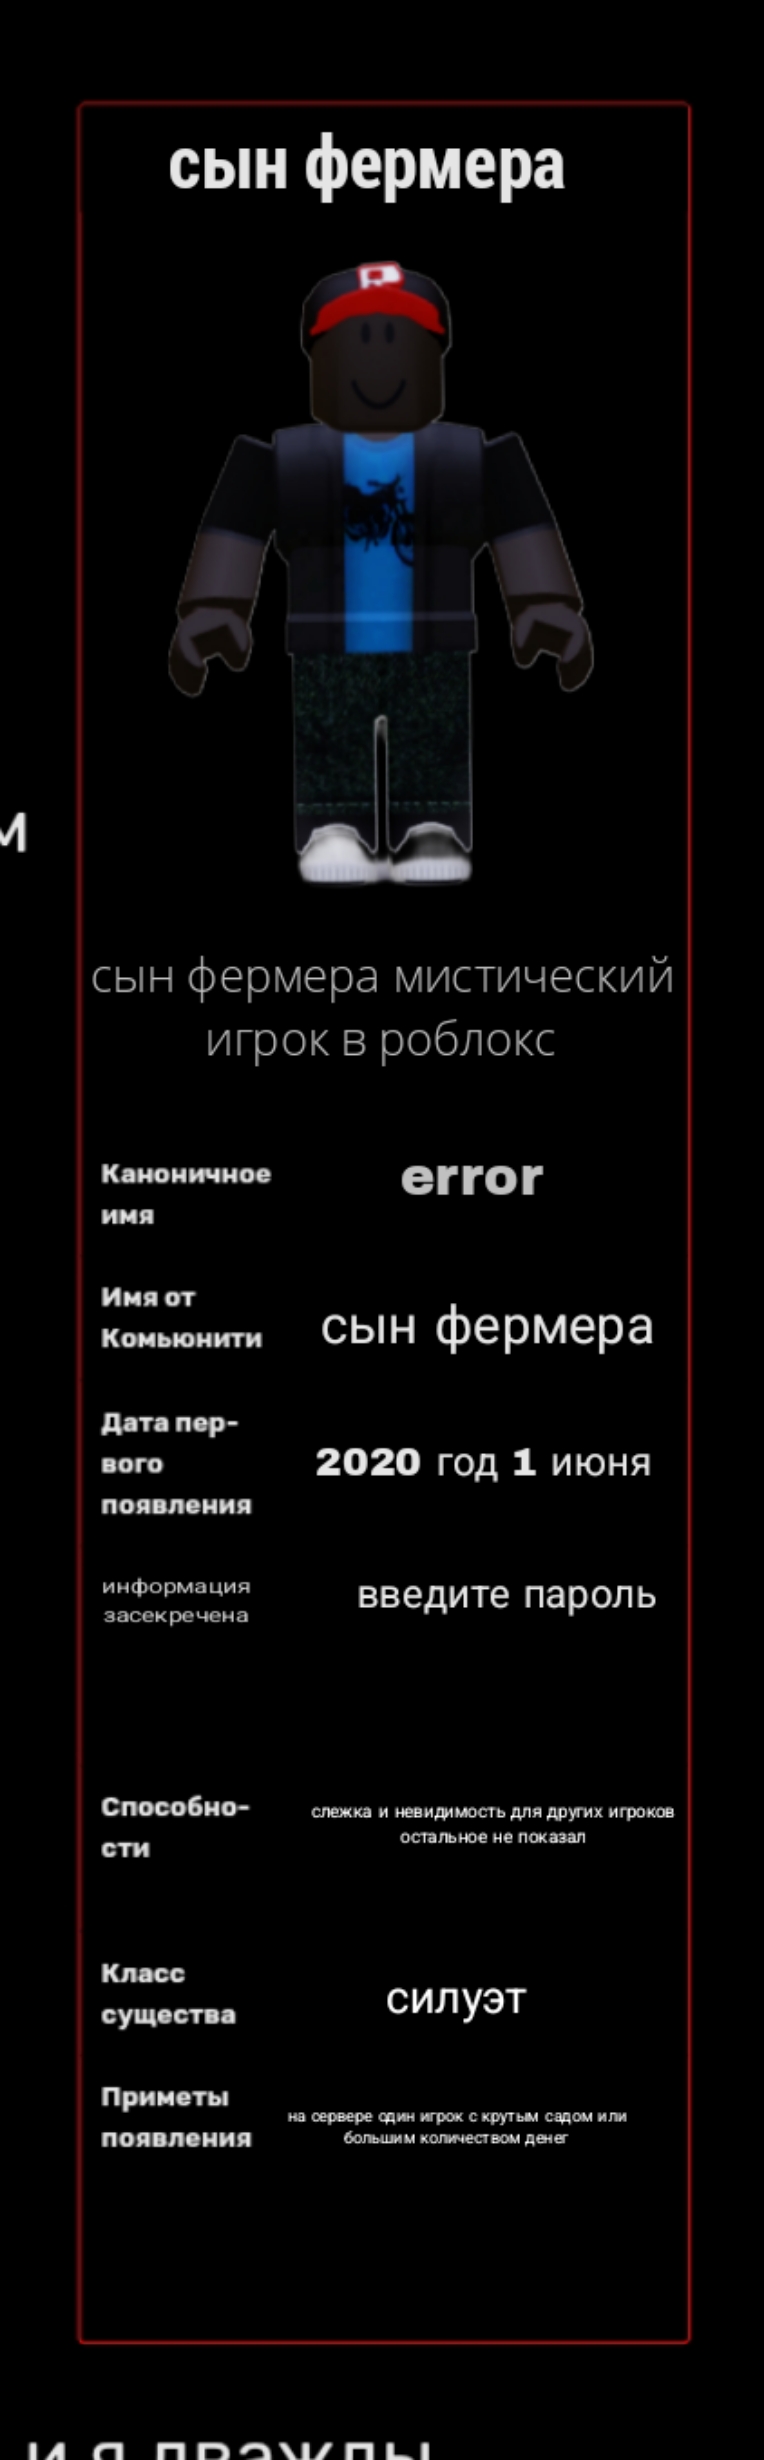 сын фермера
м
сын фермера мистический
игрок в роблокс
Каноничное
имя
error
Имя от
Комьюнити
сын фермера
Дата пер-
вого
появления
2020 год 1 июня
информация
засекречена
введите пароль
Способно-
сти
слежка и невидимость для других игроков
остальное не показал
Класс
существа
силуэт
Приметы
появления
на сервере один игрок с крутым садом или
большим количеством денег
и я дважды